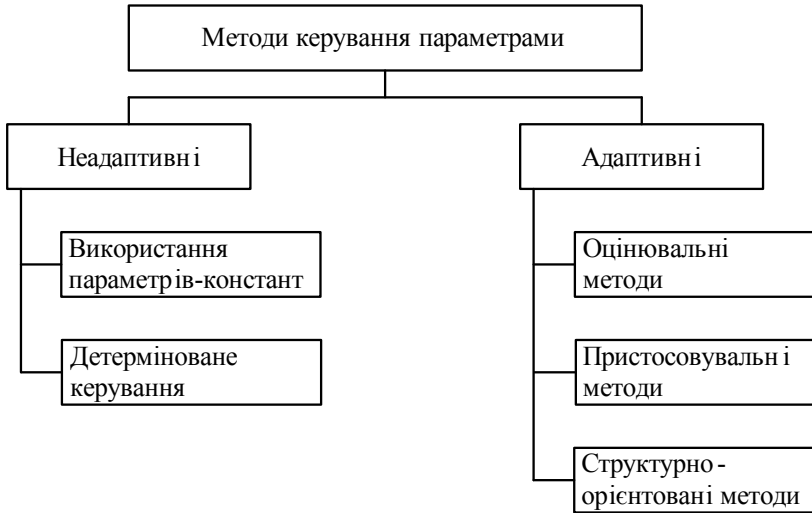 Методи керування параметрами
Неадаптивні
Адаптивні
Використання
параметрів-констант
Детерміноване
керування
Оцінювальні
методи
Пристосовувальні
методи
Структурно-
орієнтовані методи